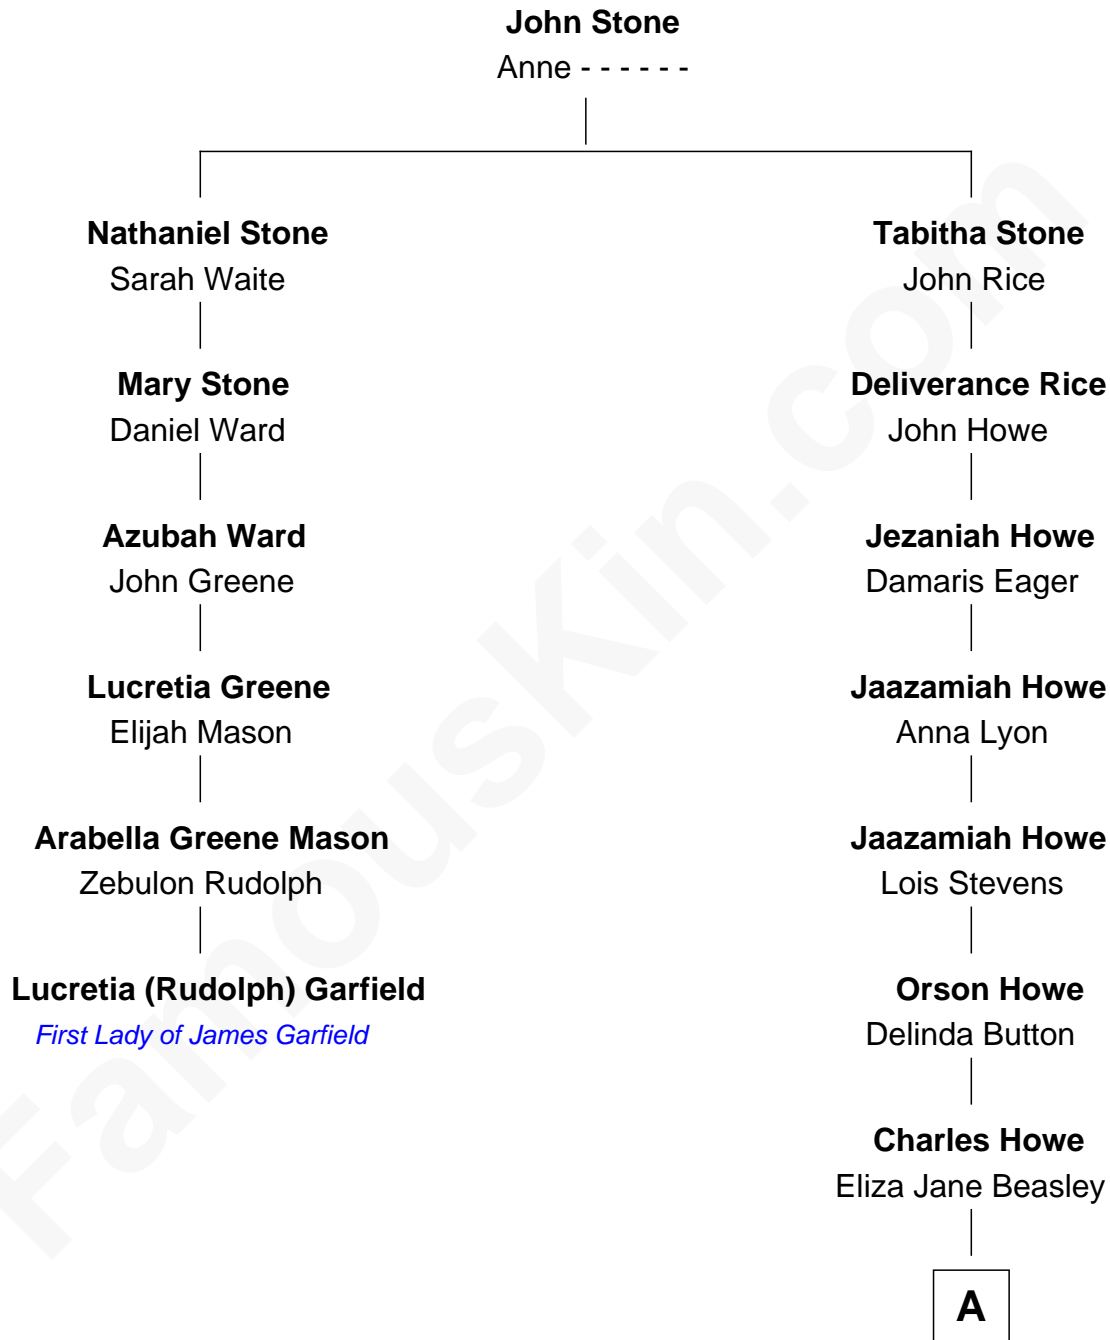 John Stone
Anne - - - - - -
Nathaniel Stone
Sarah Waite
Tabitha Stone
John Rice
Mary Stone
Daniel Ward
Deliverance Rice
John Howe
Azubah Ward
John Greene
Jezaniah Howe
Damaris Eager
Lucretia Greene
Elijah Mason
Jaazamiah Howe
Anna Lyon
Arabella Greene Mason
Zebulon Rudolph
Jaazamiah Howe
Lois Stevens
Lucretia (Rudolph) Garfield
First Lady of James Garfield
Orson Howe
Delinda Button
Charles Howe
Eliza Jane Beasley
A
FamousKin.com